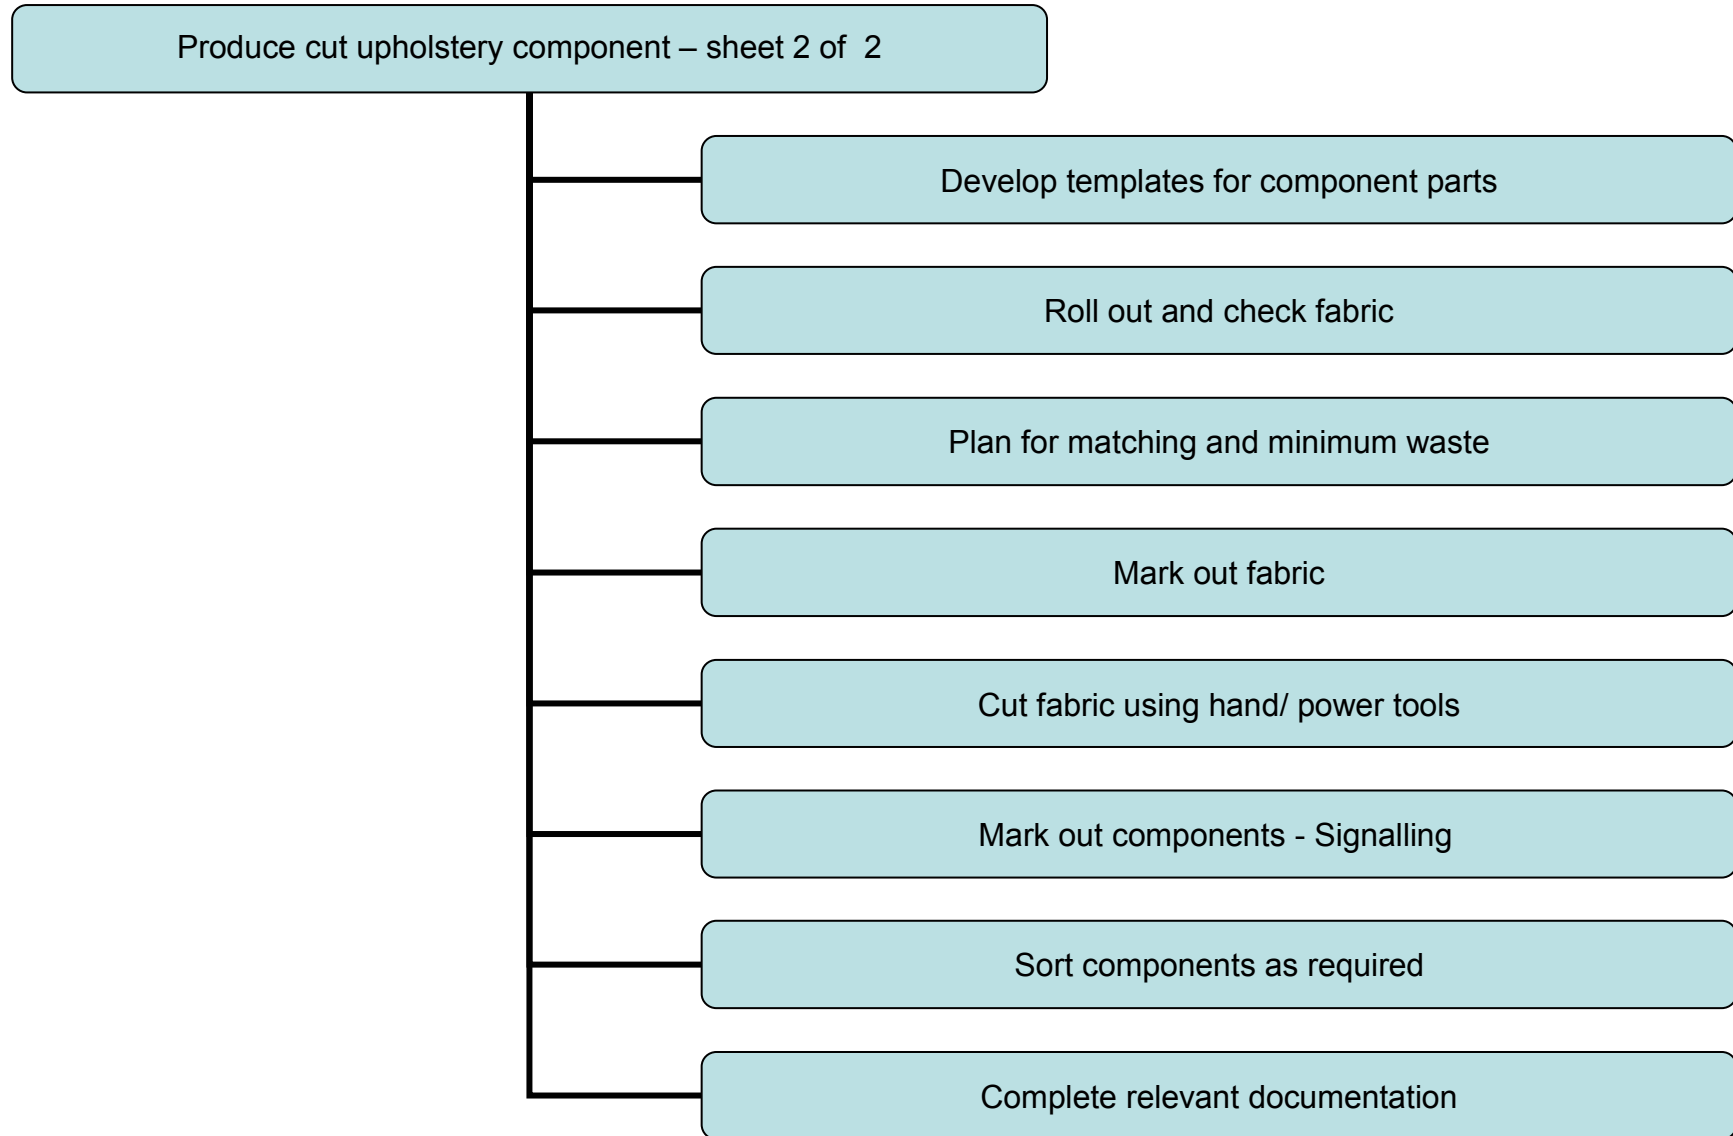 Produce cut upholstery component – sheet 2 of  2
Develop templates for component parts
Roll out and check fabric
Plan for matching and minimum waste
Mark out fabric
Cut fabric using hand/ power tools
Mark out components - Signalling
Sort components as required
Complete relevant documentation